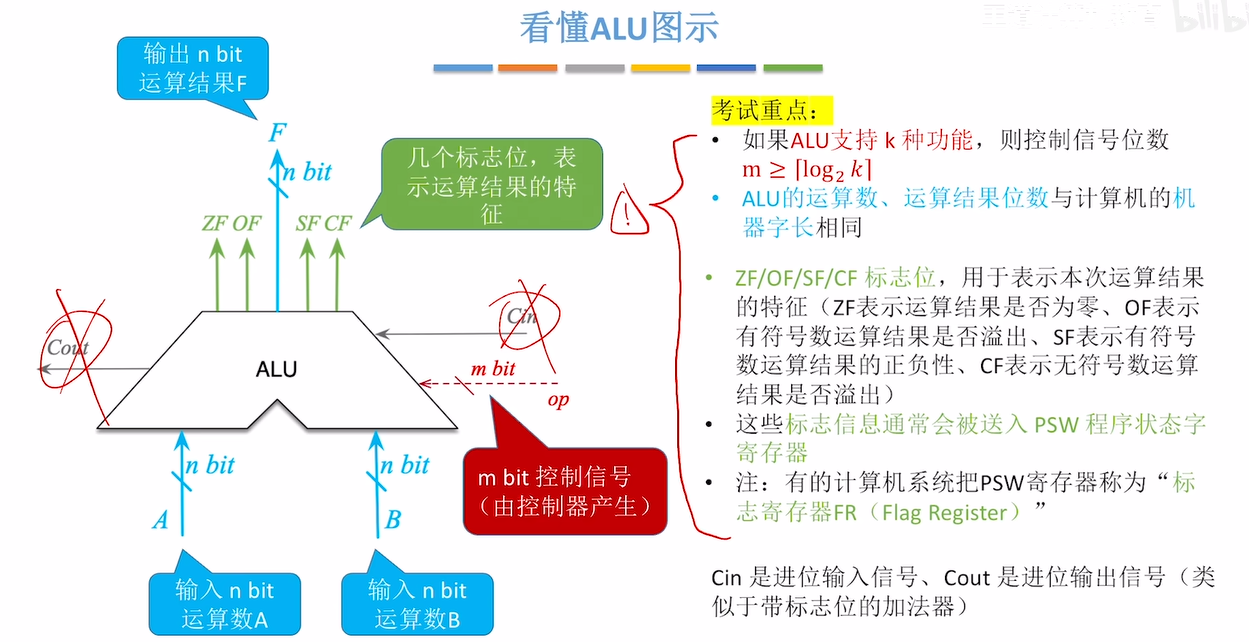 看懂ALU图示
bilibili
输出 n bit
运算结果F
F
n bit
几个标志位，表
示运算结果的特
征
ZF OF SF CF
Cout
Cin
ALU
m bit
op
n bit
n bit
A
B
m bit 控制信号
（由控制器产生）
输入 n bit
运算数A
输入 n bit
运算数B
!
考试重点：
• 如果ALU支持 k 种功能，则控制信号位数
m ≥ ⌈log₂ k⌉
• ALU的运算数、运算结果位数与计算机的机
器字长相同
• ZF/OF/SF/CF 标志位，用于表示本次运算结果
的特征（ZF表示运算结果是否为零、OF表示
有符号数运算结果是否溢出、SF表示有符号
数运算结果的正负性、CF表示无符号数运算
结果是否溢出）
• 这些标志信息通常会被送入 PSW 程序状态字
寄存器
• 注：有的计算机系统把PSW寄存器称为“标
志寄存器FR（Flag Register）”
Cin 是进位输入信号、Cout 是进位输出信号（类
似于带标志位的加法器）